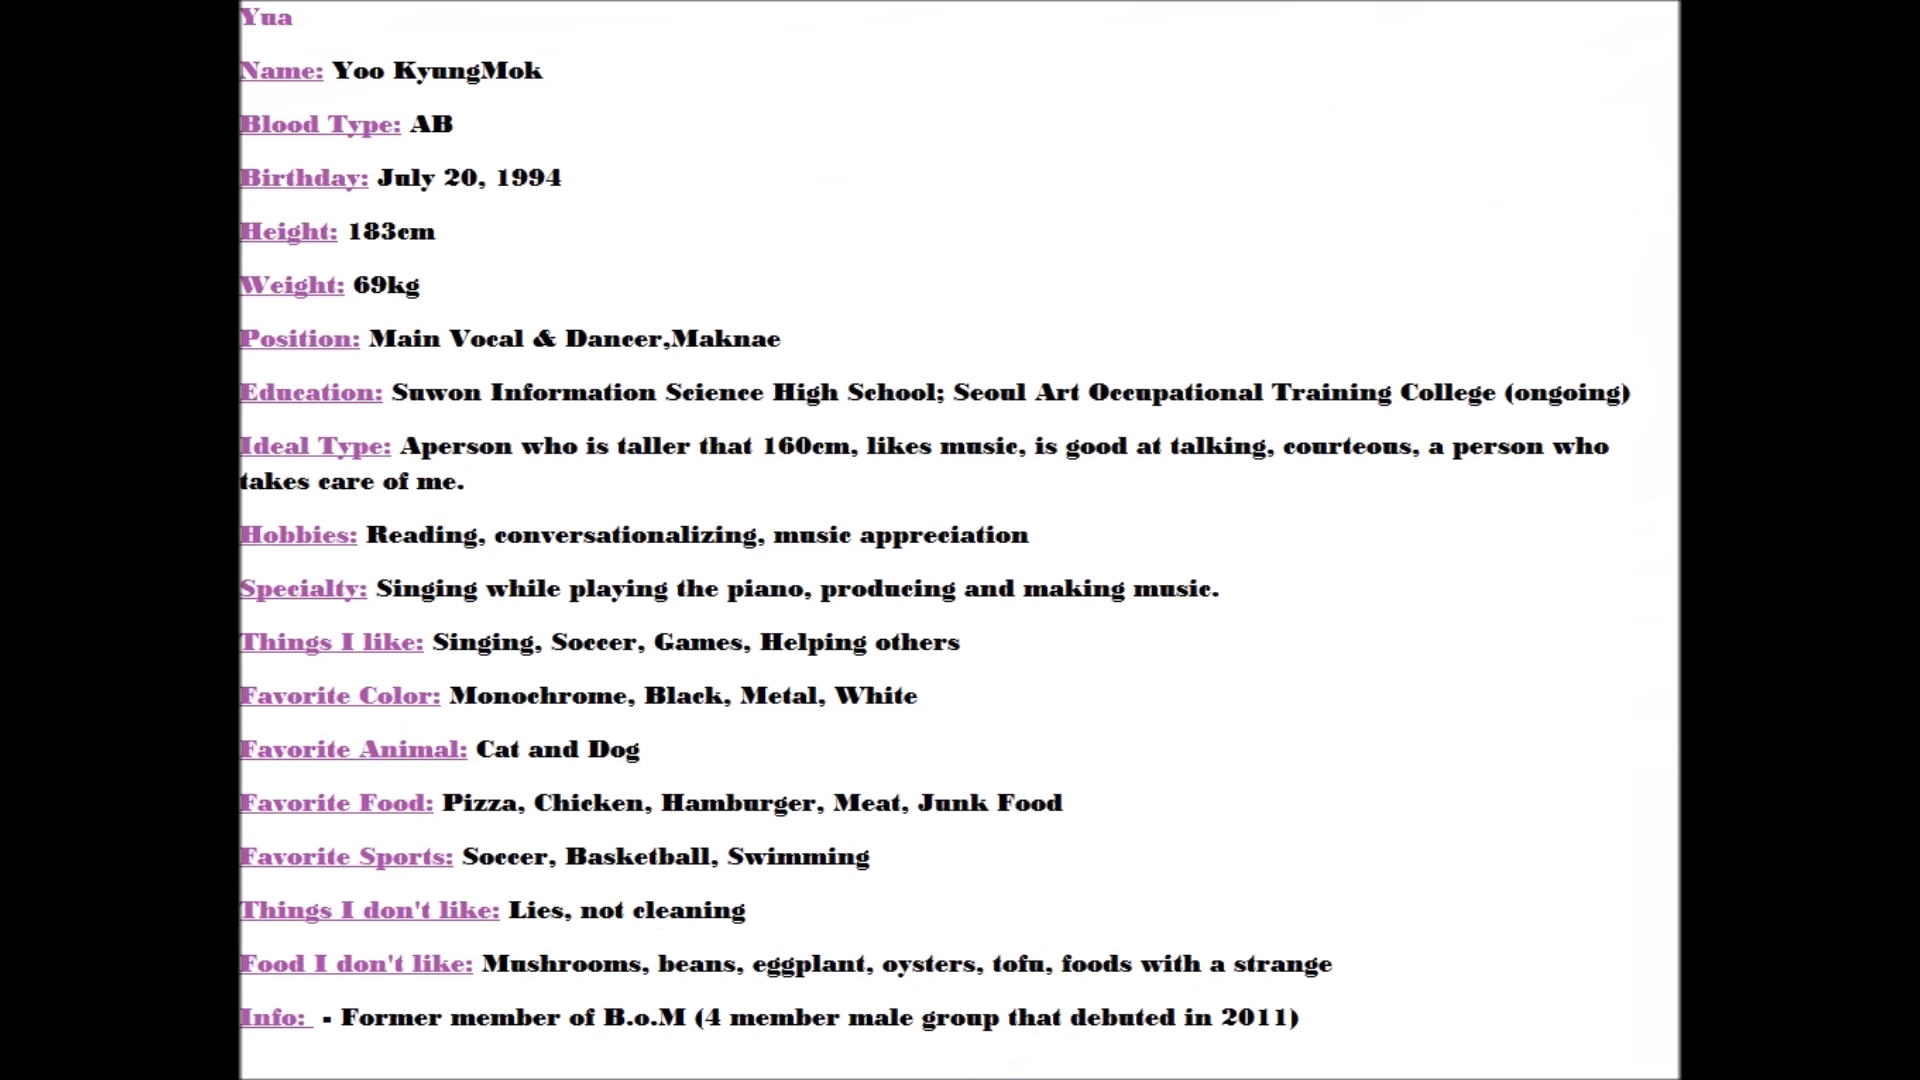 Yua
Name: Yoo KyungMok
Blood Type: AB
Birthday: July 20, 1994
Height: 183cm
Weight: 69kg
Position: Main Vocal & Dancer,Maknae
Education: Suwon Information Science High School; Seoul Art Occupational Training College (ongoing)
Ideal Type: Aperson who is taller that 160cm, likes music, is good at talking, courteous, a person who
takes care of me.
Hobbies: Reading, conversationalizing, music appreciation
Specialty: Singing while playing the piano, producing and making music.
Things I like: Singing, Soccer, Games, Helping others
Favorite Color: Monochrome, Black, Metal, White
Favorite Animal: Cat and Dog
Favorite Food: Pizza, Chicken, Hamburger, Meat, Junk Food
Favorite Sports: Soccer, Basketball, Swimming
Things I don't like: Lies, not cleaning
Food I don't like: Mushrooms, beans, eggplant, oysters, tofu, foods with a strange
Info: ▪ Former member of B.o.M (4 member male group that debuted in 2011)